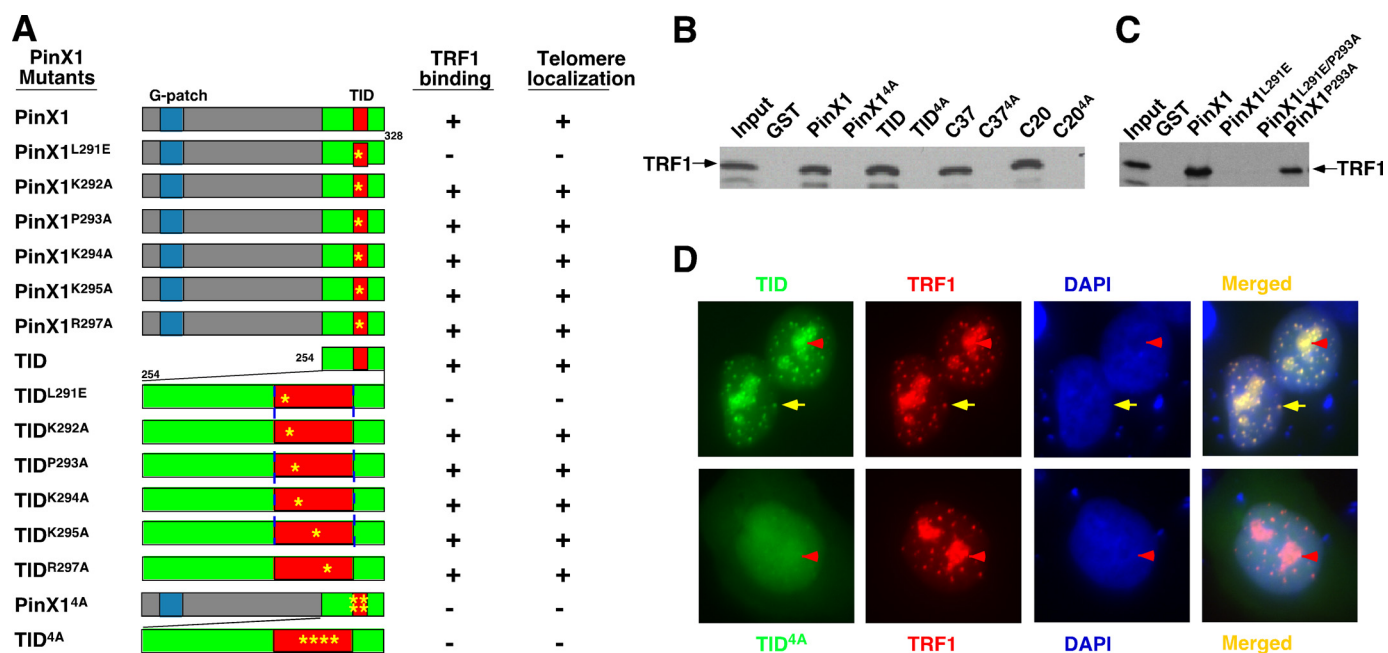 A
PinX1 Mutants TRF1 binding Telomere localization
G-patch TID
PinX1 + +
328
PinX1L291E - -
PinX1K292A + +
PinX1P293A + +
PinX1K294A + +
PinX1K295A + +
PinX1R297A + +
TID 254 + +
254
TIDL291E - -
TIDK292A + +
TIDP293A + +
TIDK294A + +
TIDK295A + +
TIDR297A + +
PinX14A - -
TID4A - -
B
Input GST PinX1 PinX14A TID TID4A C37 C374A C20 C204A
TRF1
C
Input GST PinX1 PinX1L291E PinX1L291E/P293A PinX1P293A
TRF1
D
TID TRF1 DAPI Merged
TID4A TRF1 DAPI Merged